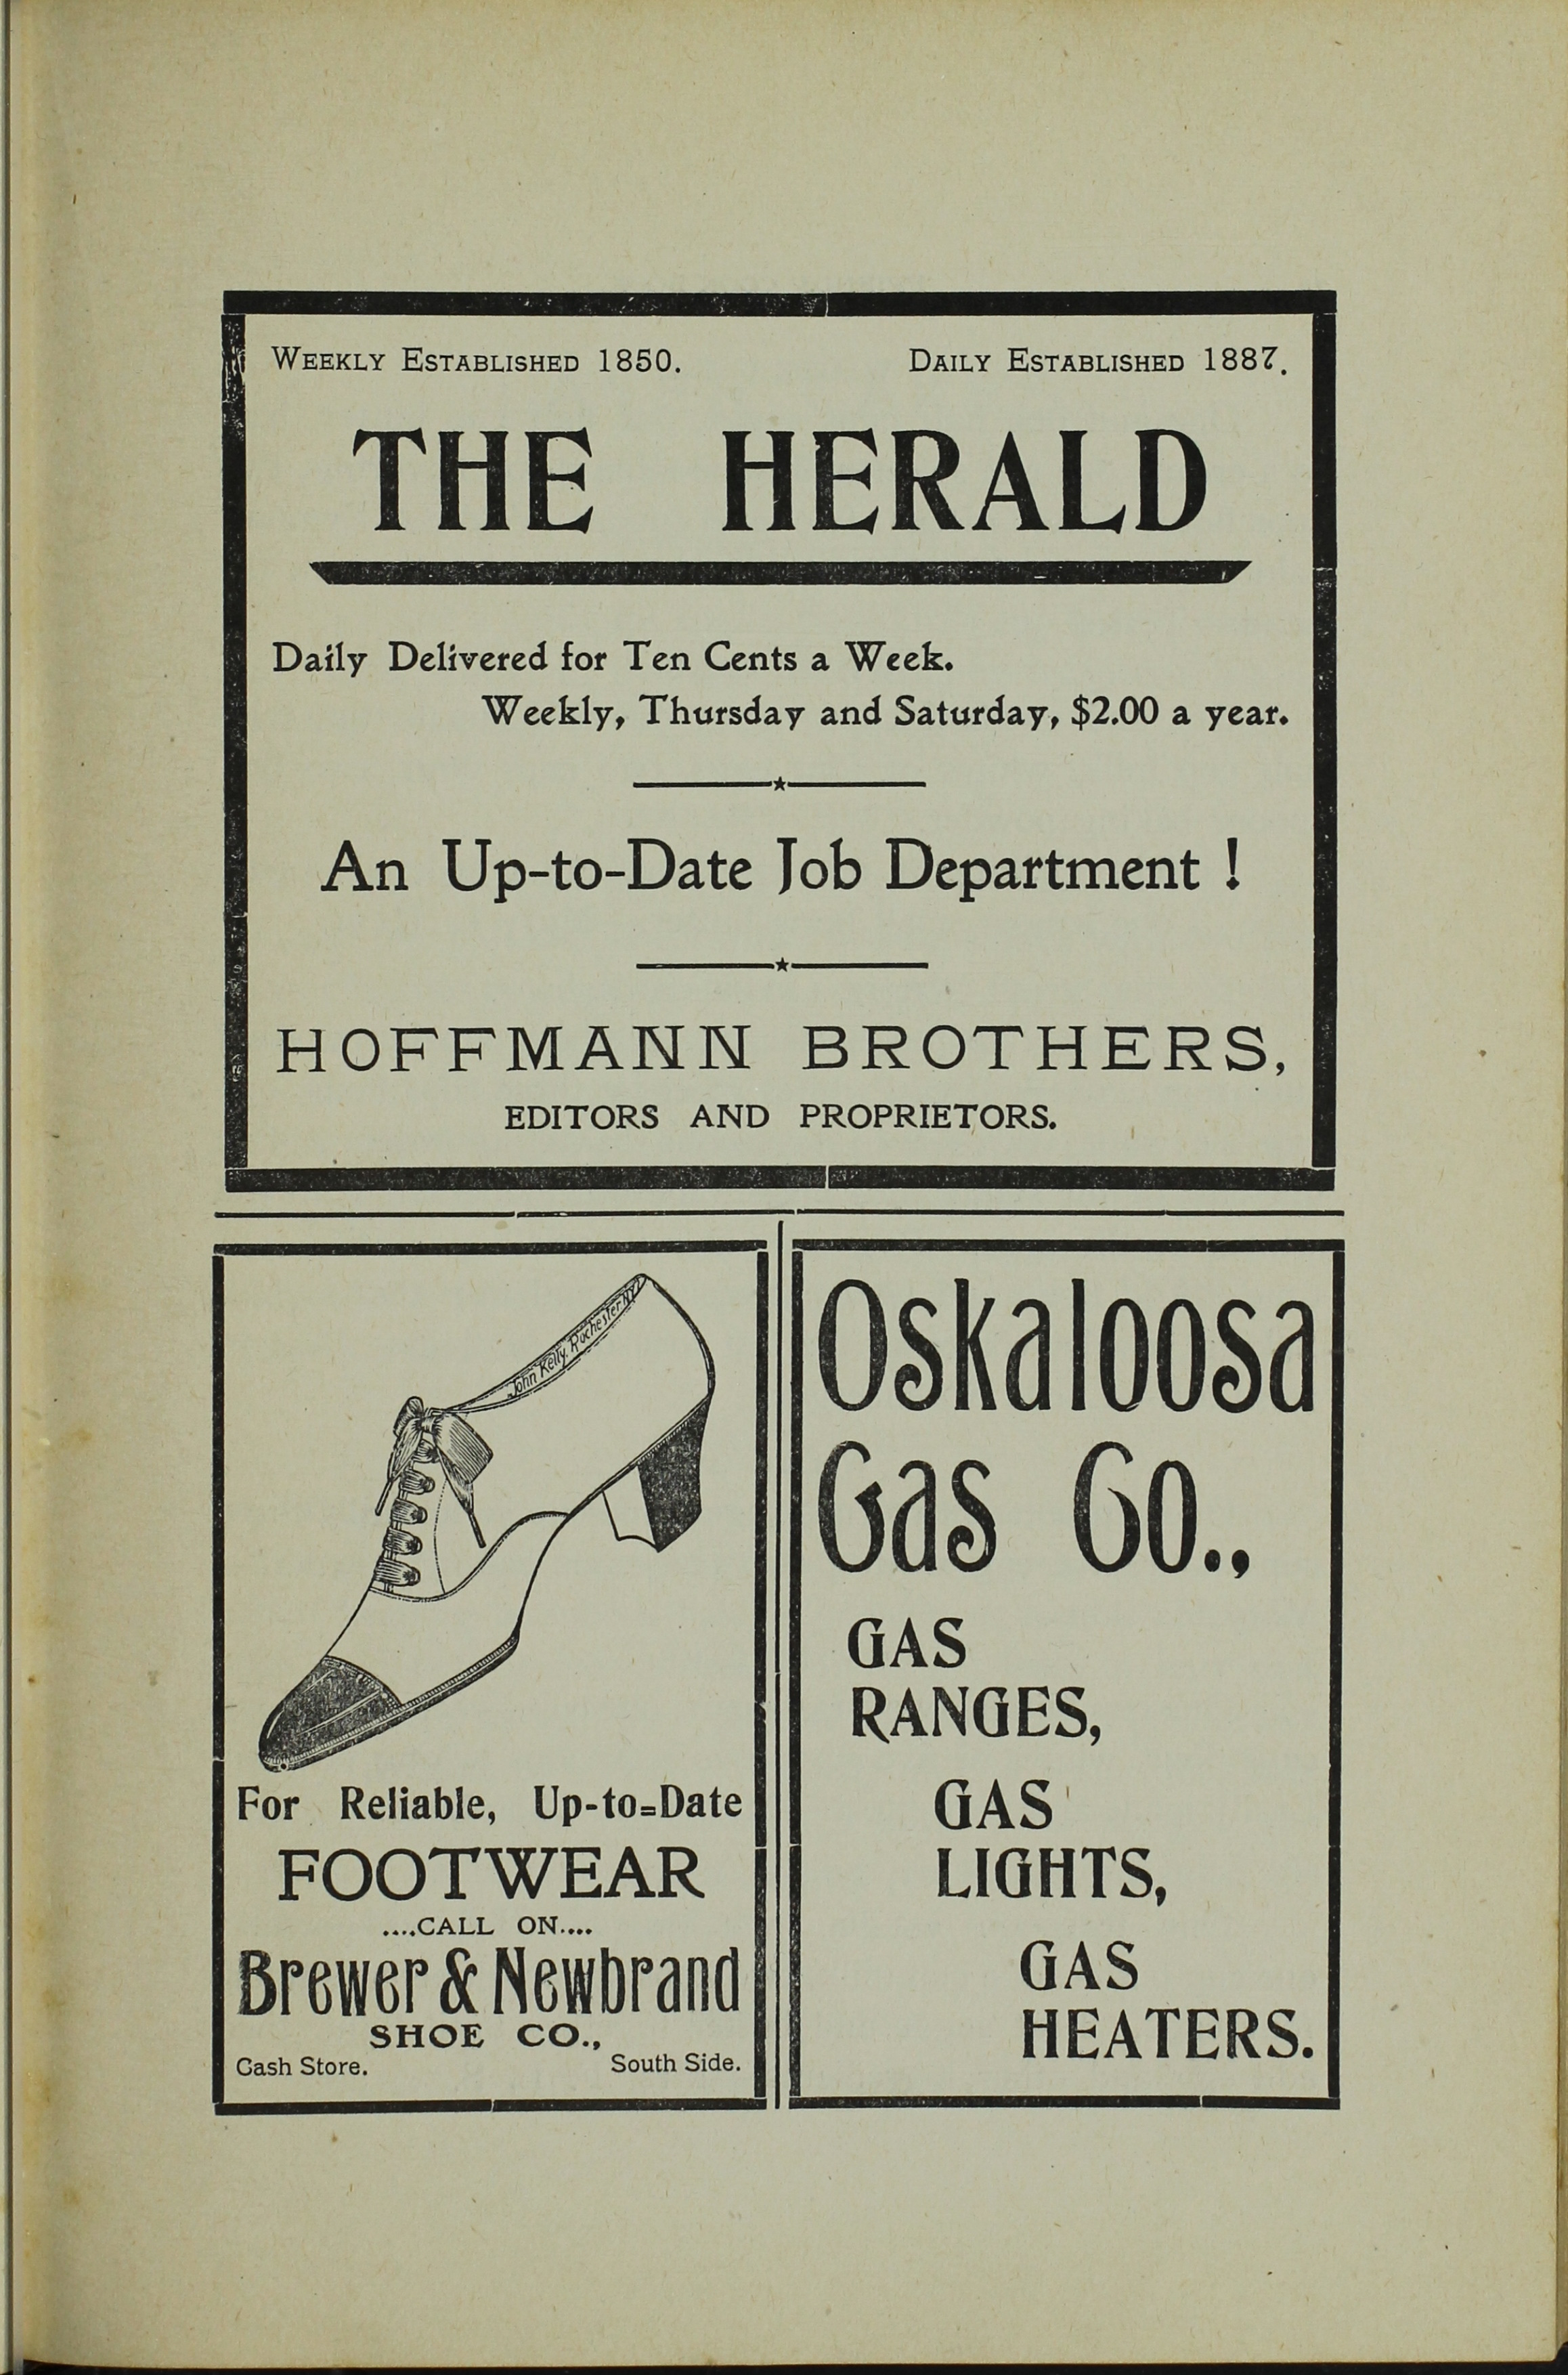 WEEKLY ESTABLISHED 1850. DAILY ESTABLISHED 1887.
THE HERALD
Daily Delivered for Ten Cents a Week.
Weekly, Thursday and Saturday, $2.00 a year.
An Up-to-Date Job Department !
HOFFMANN BROTHERS,
EDITORS AND PROPRIETORS.
John Kelly. Rochester N.Y.
For Reliable, Up-to=Date
FOOTWEAR
....CALL ON....
Brewer & Newbrand
SHOE CO.,
Cash Store. South Side.
Oskaloosa
Gas Co.,
GAS
RANGES,
GAS
LIGHTS,
GAS
HEATERS.